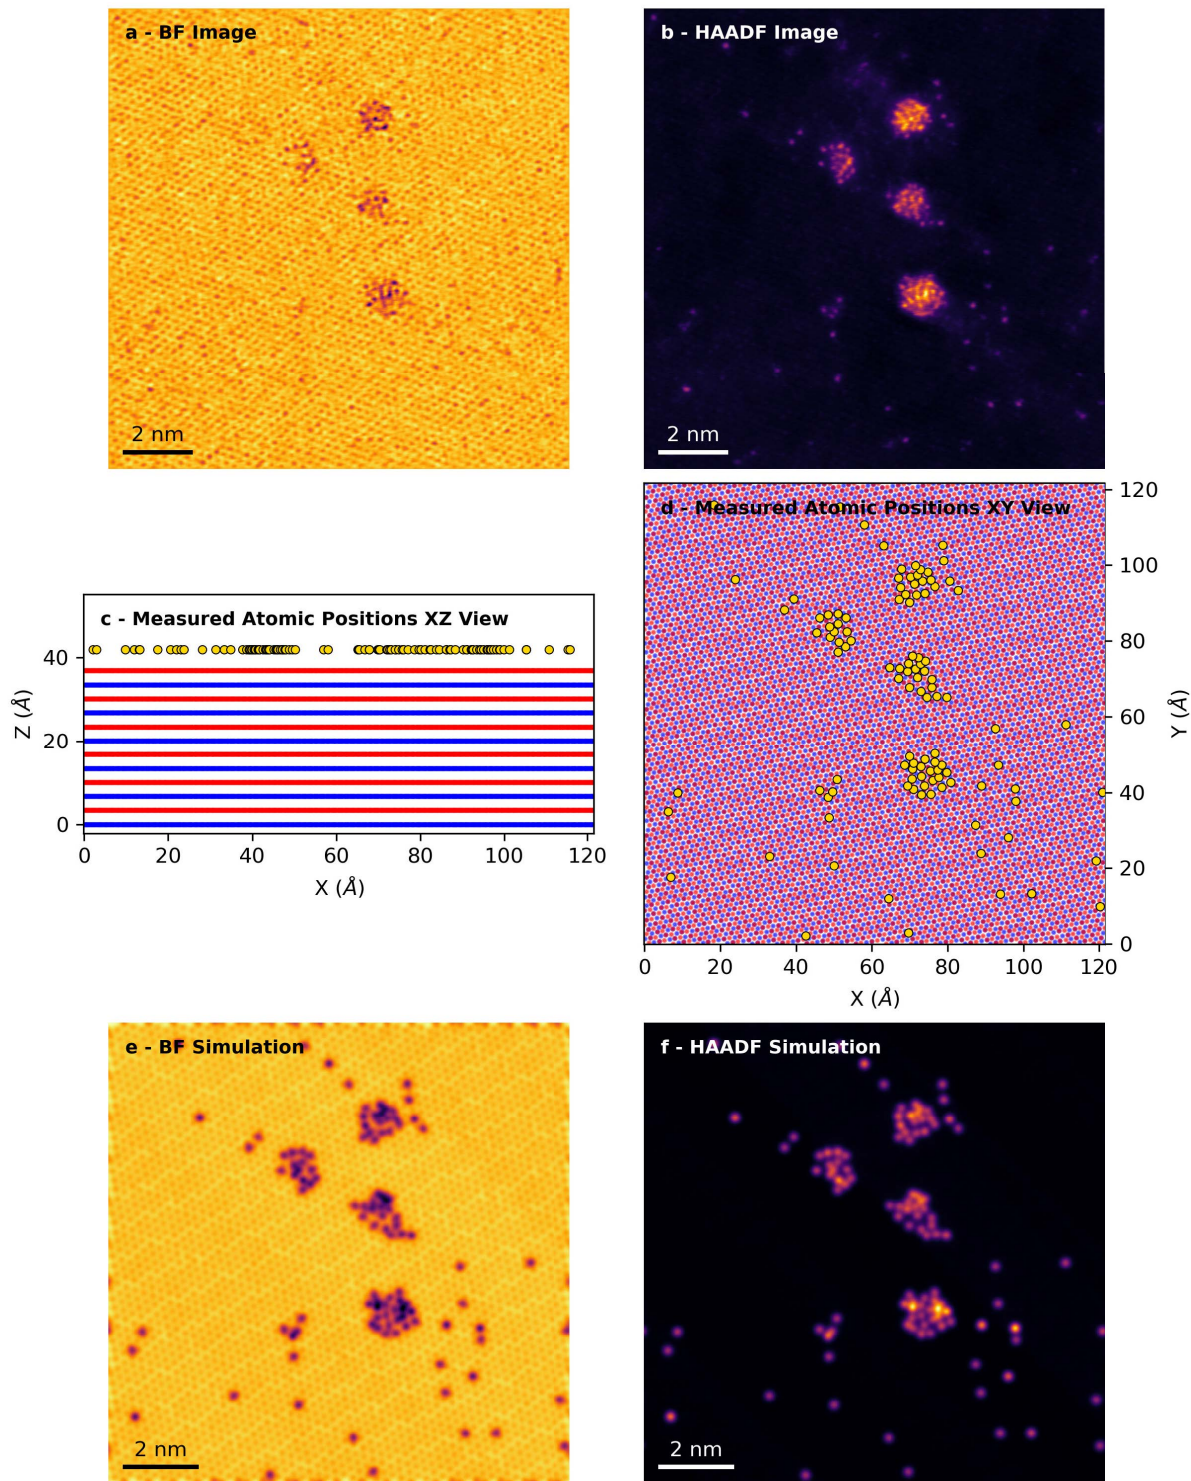 a - BF Image
2 nm
b - HAADF Image
2 nm
c - Measured Atomic Positions XZ View
40
20
0
Z (Å)
0 20 40 60 80 100 120
X (Å)
d - Measured Atomic Positions XY View
120
100
80
60
40
20
0
Y (Å)
0 20 40 60 80 100 120
X (Å)
e - BF Simulation
2 nm
f - HAADF Simulation
2 nm